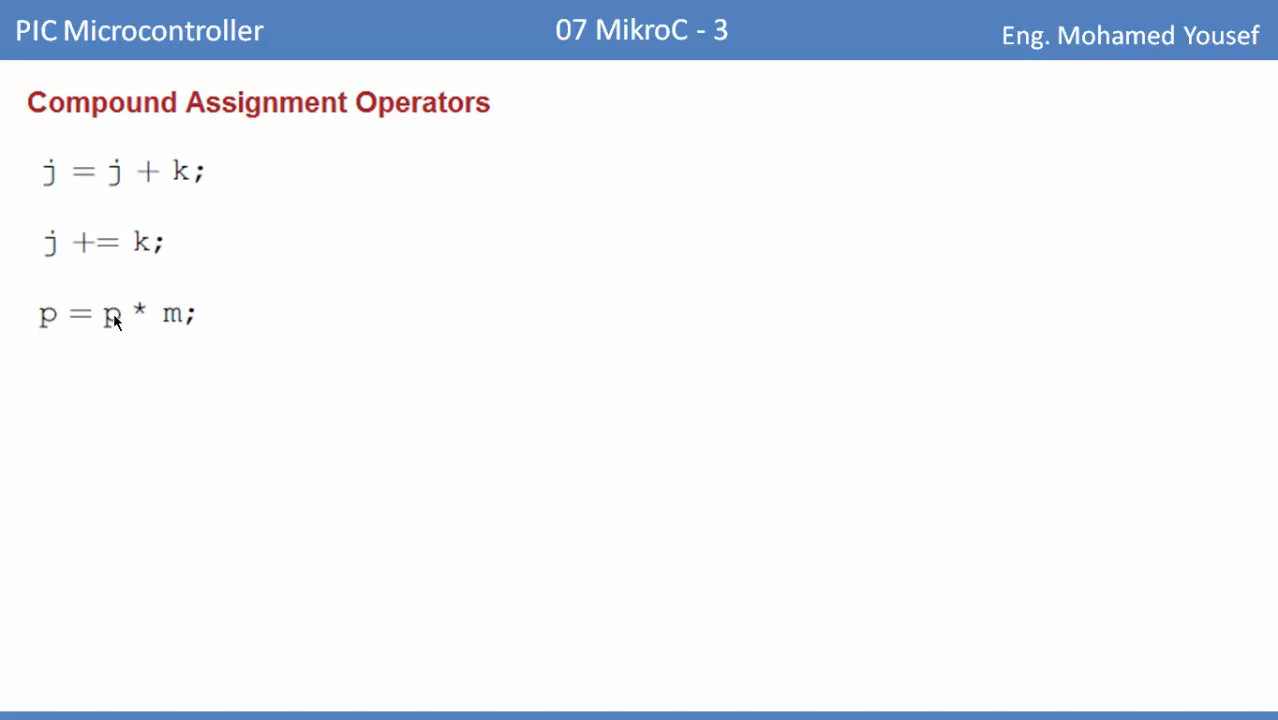 PIC Microcontroller
07 MikroC - 3
Eng. Mohamed Yousef
Compound Assignment Operators
j = j + k;
j += k;
p = p * m;